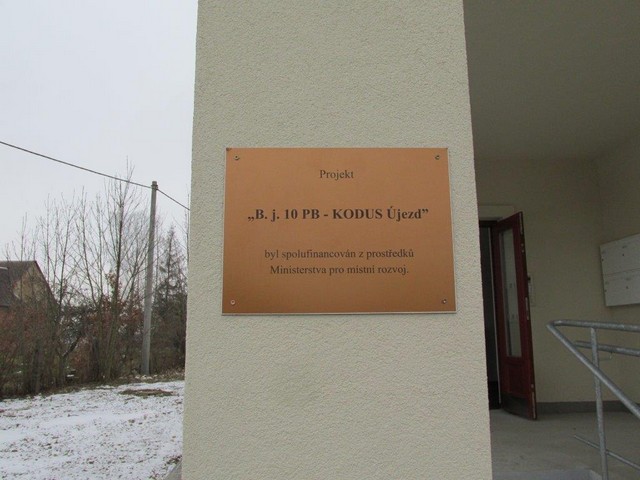 Projekt
„B. j. 10 PB - KODUS Újezd”
byl spolufinancován z prostředků
Ministerstva pro místní rozvoj.